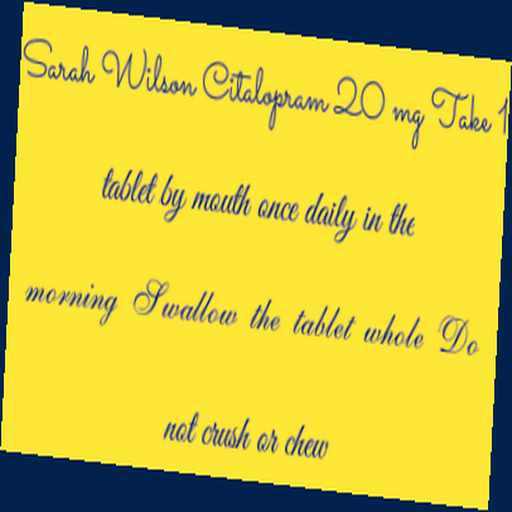 Sarah Wilson Citalopram 20 mg Take 1
tablet by mouth once daily in the
morning Swallow the tablet whole Do
not crush or chew